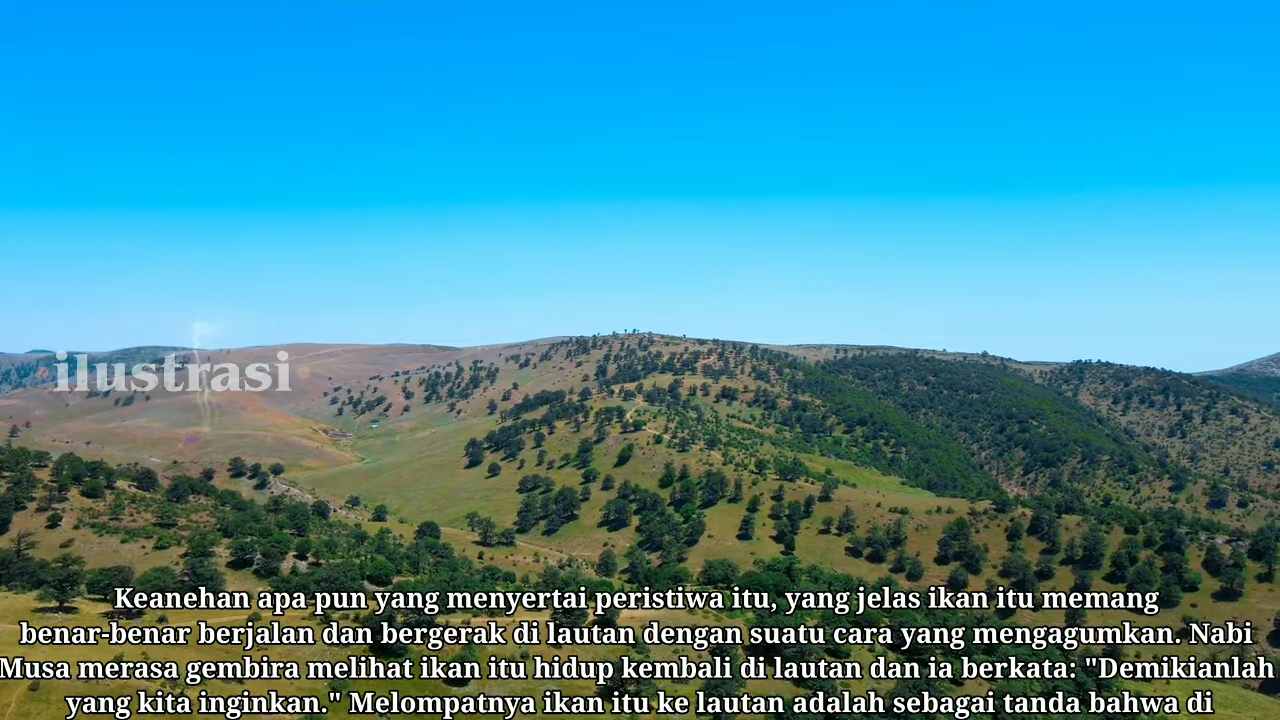 ilustrasi
Keanehan apa pun yang menyertai peristiwa itu, yang jelas ikan itu memang
benar-benar berjalan dan bergerak di lautan dengan suatu cara yang mengagumkan. Nabi
Musa merasa gembira melihat ikan itu hidup kembali di lautan dan ia berkata: "Demikianlah
yang kita inginkan." Melompatnya ikan itu ke lautan adalah sebagai tanda bahwa di